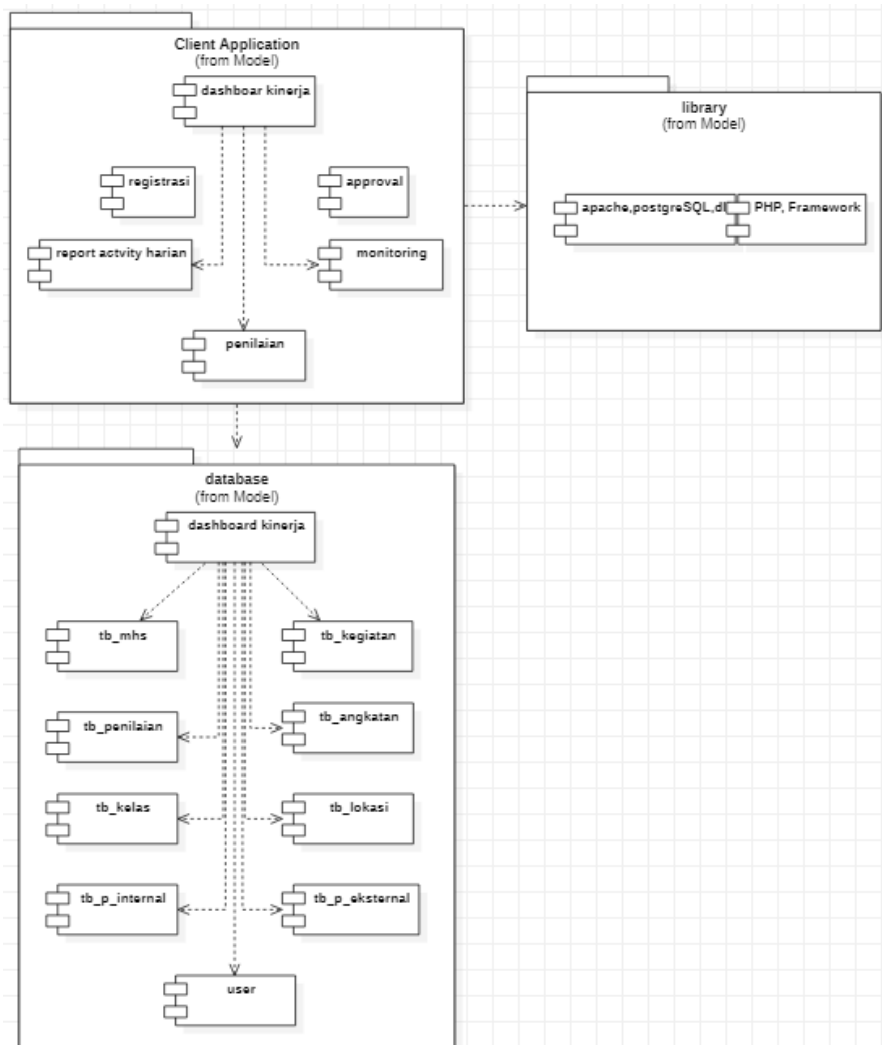 Client Application
(from Model)
dashboar kinerja
registrasi
approval
report actvity harian
monitoring
penilaian
library
(from Model)
apache,postgreSQL,dl
PHP, Framework
database
(from Model)
dashboard kinerja
tb_mhs
tb_kegiatan
tb_penilaian
tb_angkatan
tb_kelas
tb_lokasi
tb_p_internal
tb_p_eksternal
user